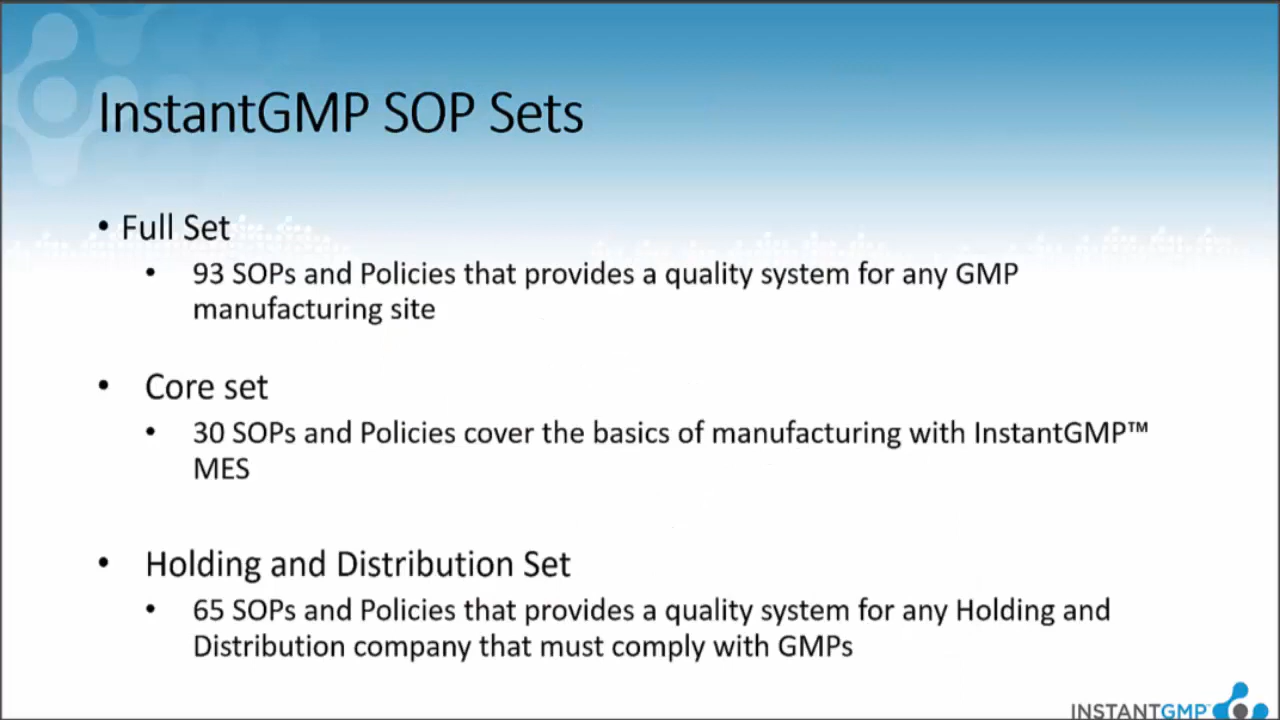 InstantGMP SOP Sets
• Full Set
• 93 SOPs and Policies that provides a quality system for any GMP
manufacturing site
• Core set
• 30 SOPs and Policies cover the basics of manufacturing with InstantGMP™
MES
• Holding and Distribution Set
• 65 SOPs and Policies that provides a quality system for any Holding and
Distribution company that must comply with GMPs
INSTANTGMP